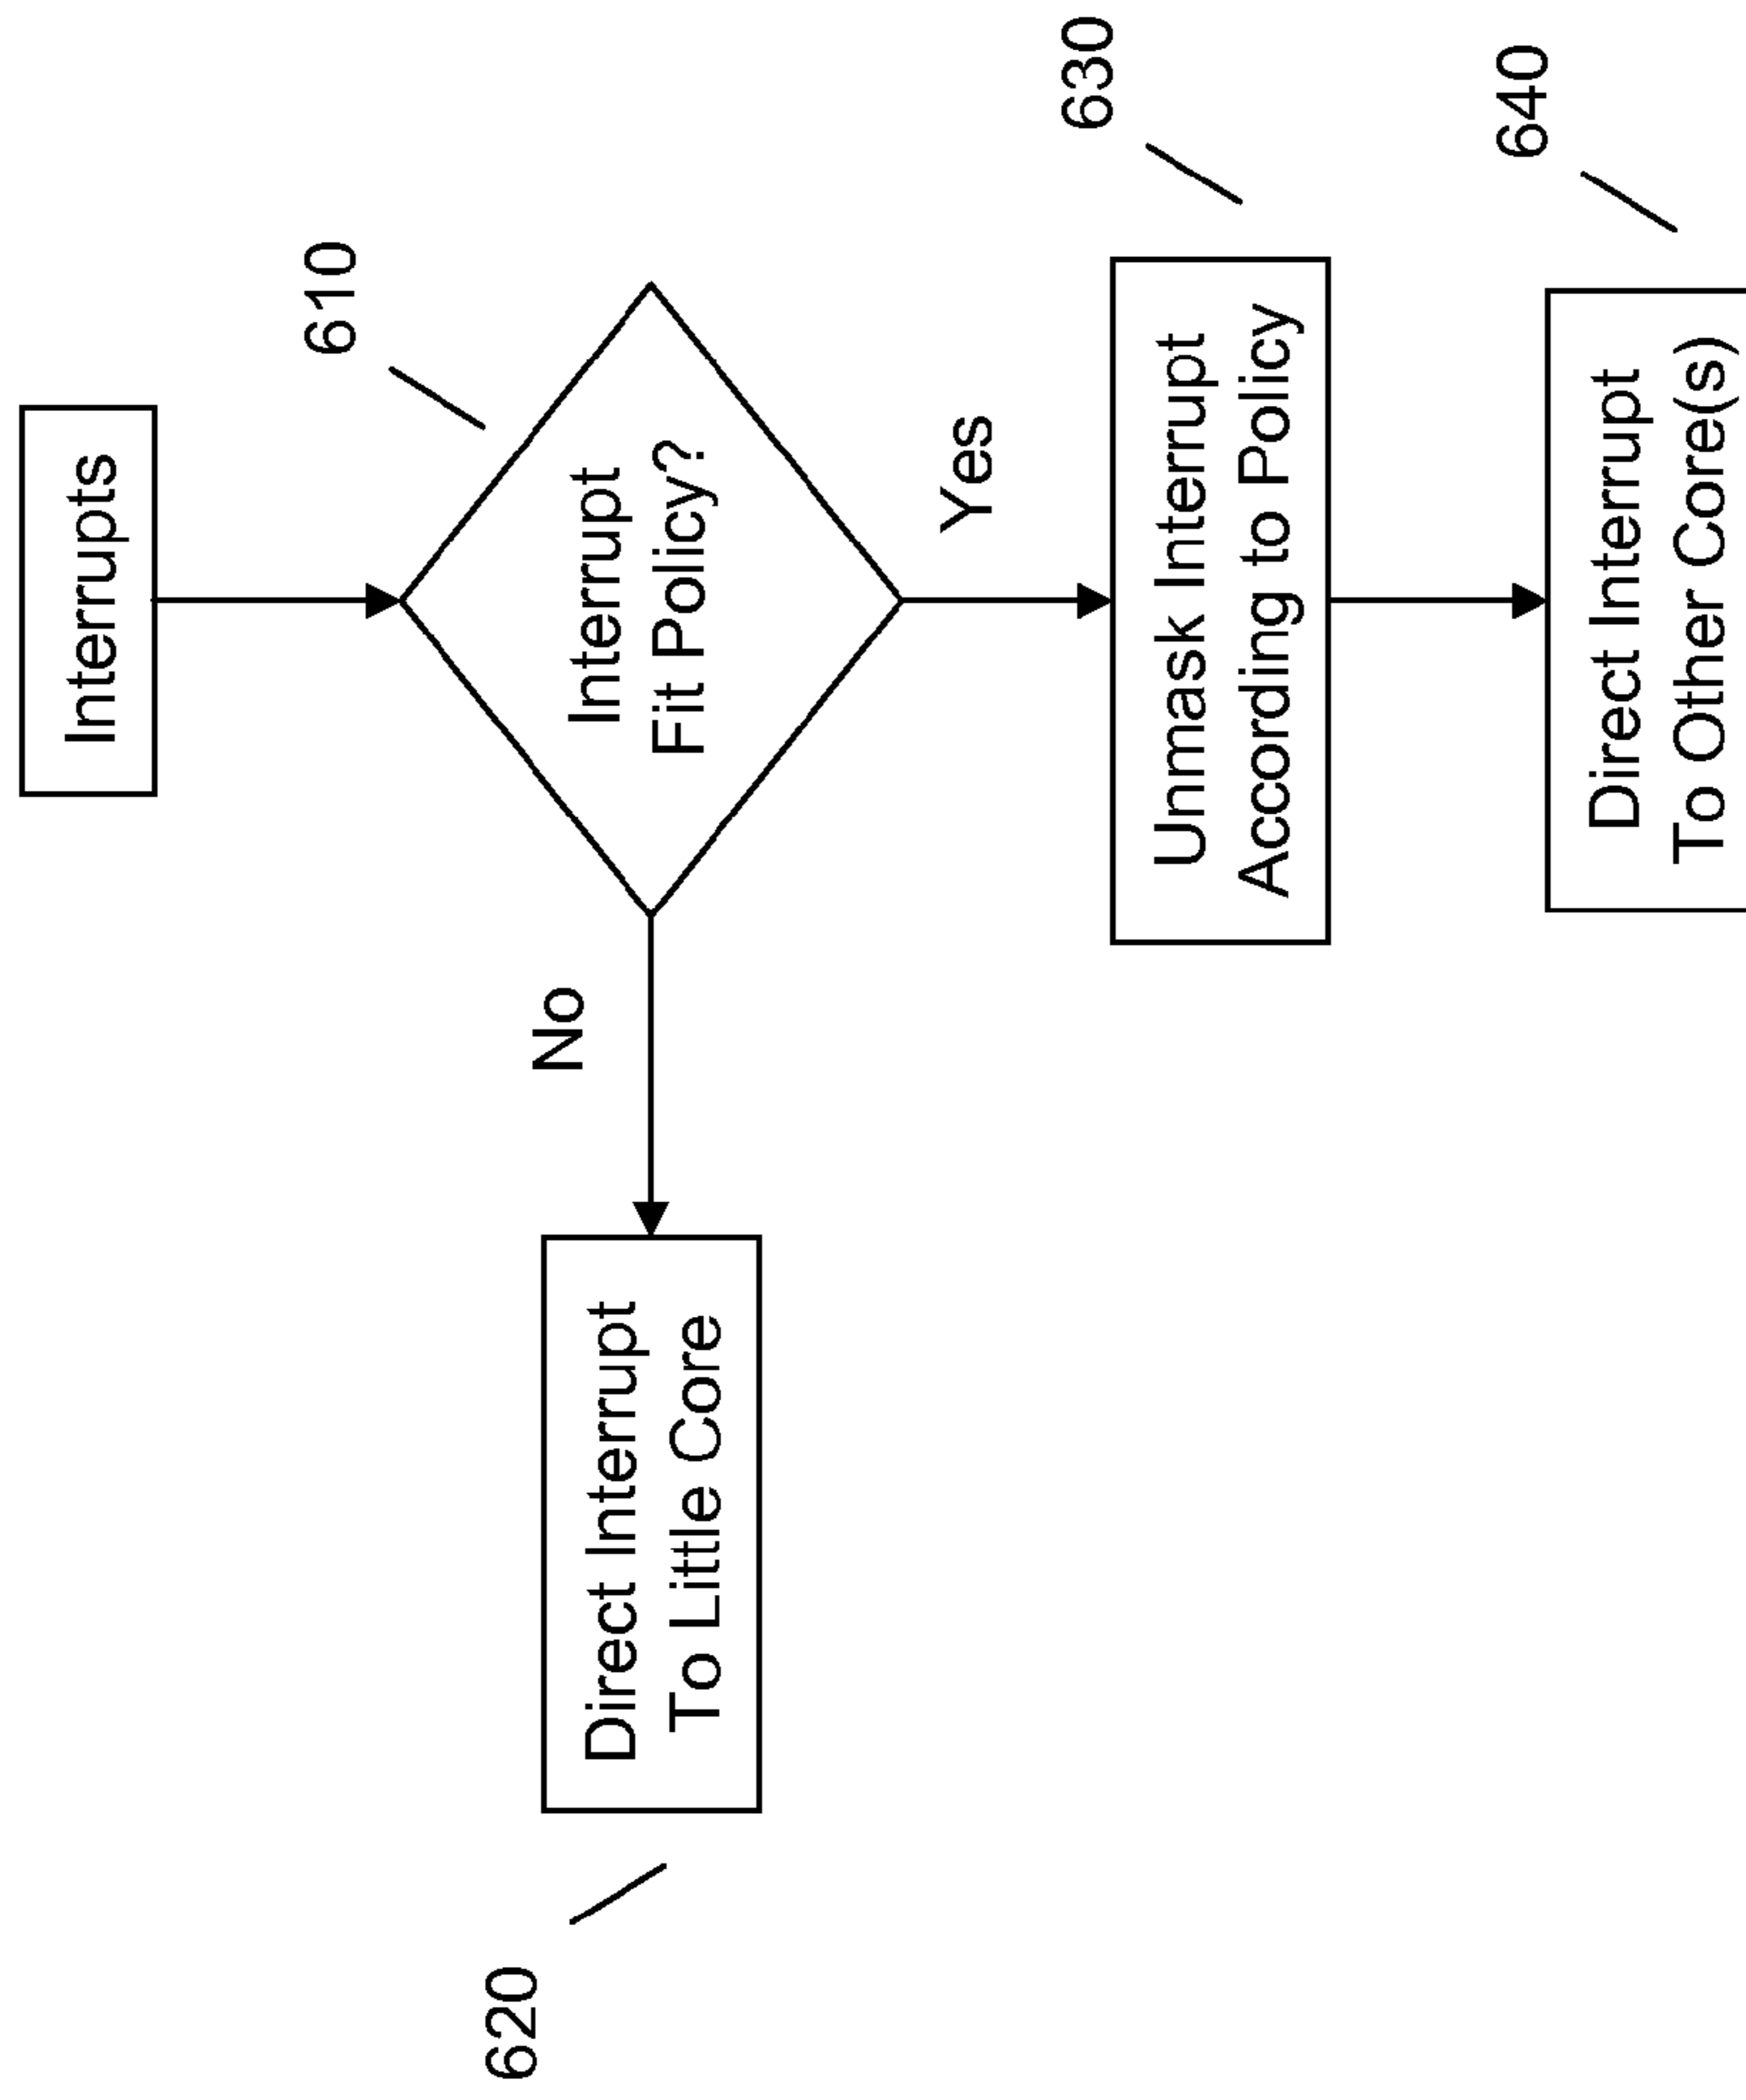 Interrupts
610
Interrupt
Fit Policy?
No
Yes
Direct Interrupt
To Little Core
620
Unmask Interrupt
According to Policy
630
Direct Interrupt
To Other Core(s)
640